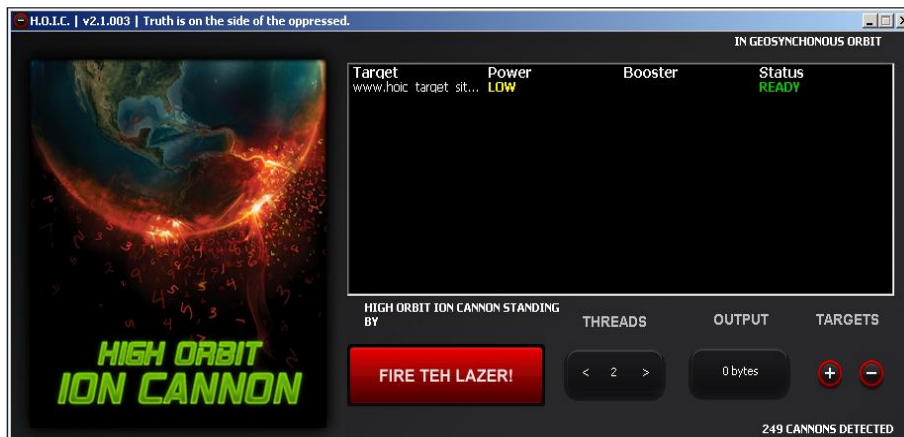 H.O.I.C. | v2.1.003 | Truth is on the side of the oppressed.
IN GEOSYNCHONOUS ORBIT
Target Power Booster Status
www.hoic target sit... LOW READY
HIGH ORBIT ION CANNON STANDING
BY
THREADS OUTPUT TARGETS
HIGH ORBIT
ION CANNON
FIRE TEH LAZER!
< 2 >
0 bytes
+ −
249 CANNONS DETECTED